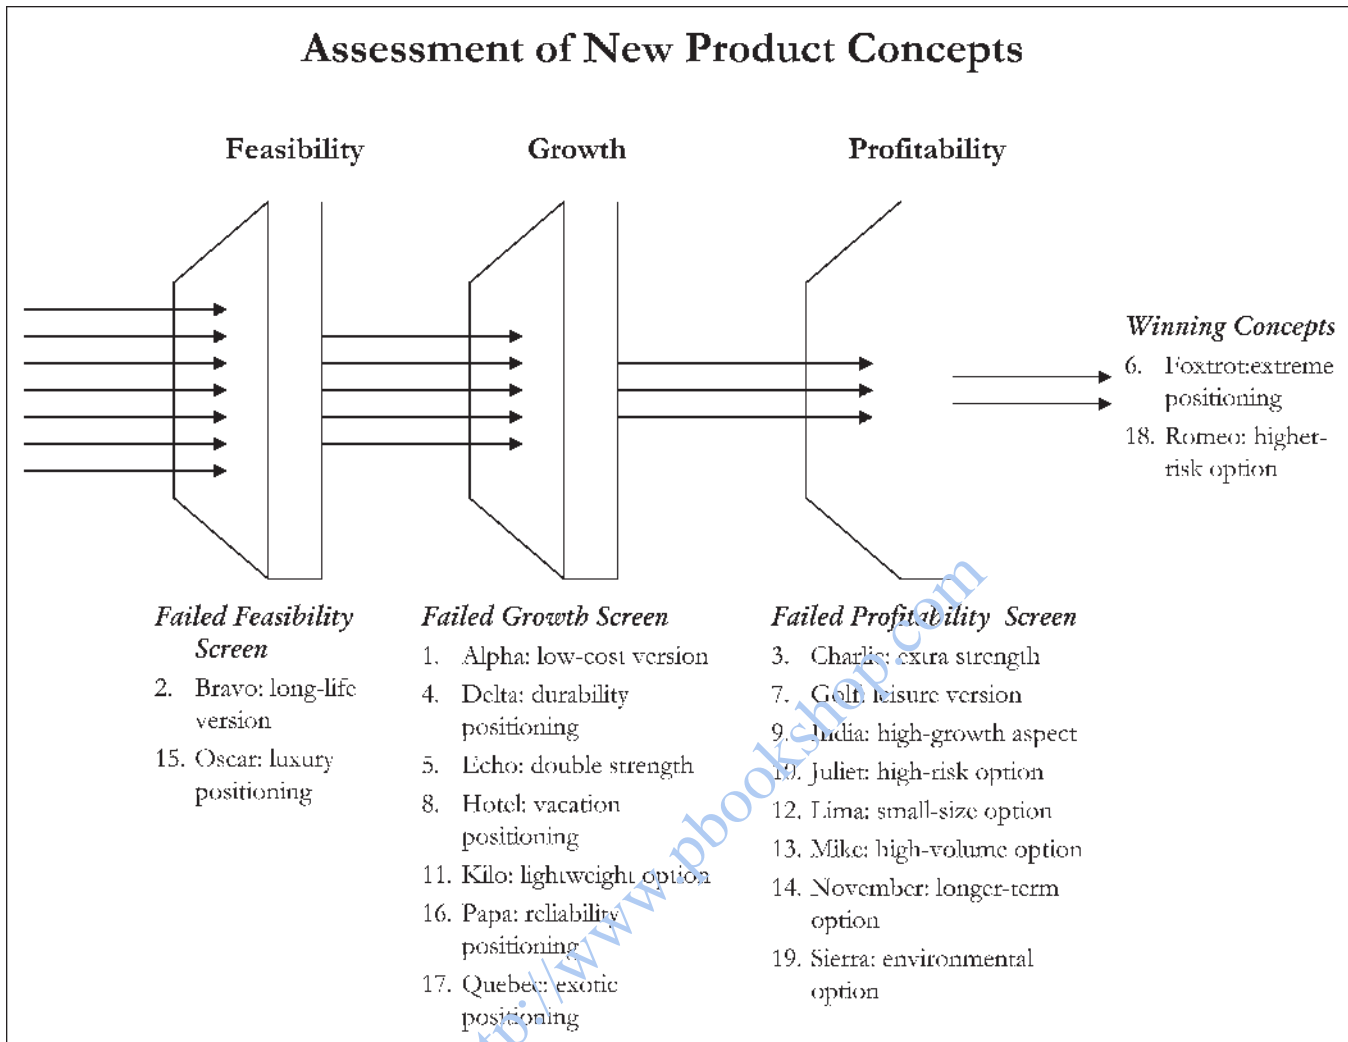 Assessment of New Product Concepts
Feasibility
Growth
Profitability
Winning Concepts
6. Foxtrot:extreme
positioning
18. Romeo: higher-
risk option
Failed Feasibility
Screen
2. Bravo: long-life
version
15. Oscar: luxury
positioning
Failed Growth Screen
1. Alpha: low-cost version
4. Delta: durability
positioning
5. Echo: double strength
8. Hotel: vacation
positioning
11. Kilo: lightweight option
16. Papa: reliability
positioning
17. Quebec: exotic
positioning
Failed Profitability Screen
3. Charlie: extra strength
7. Golf: leisure version
9. India: high-growth aspect
10. Juliet: high-risk option
12. Lima: small-size option
13. Mike: high-volume option
14. November: longer-term
option
19. Sierra: environmental
option
tp://www.pbookshop.com